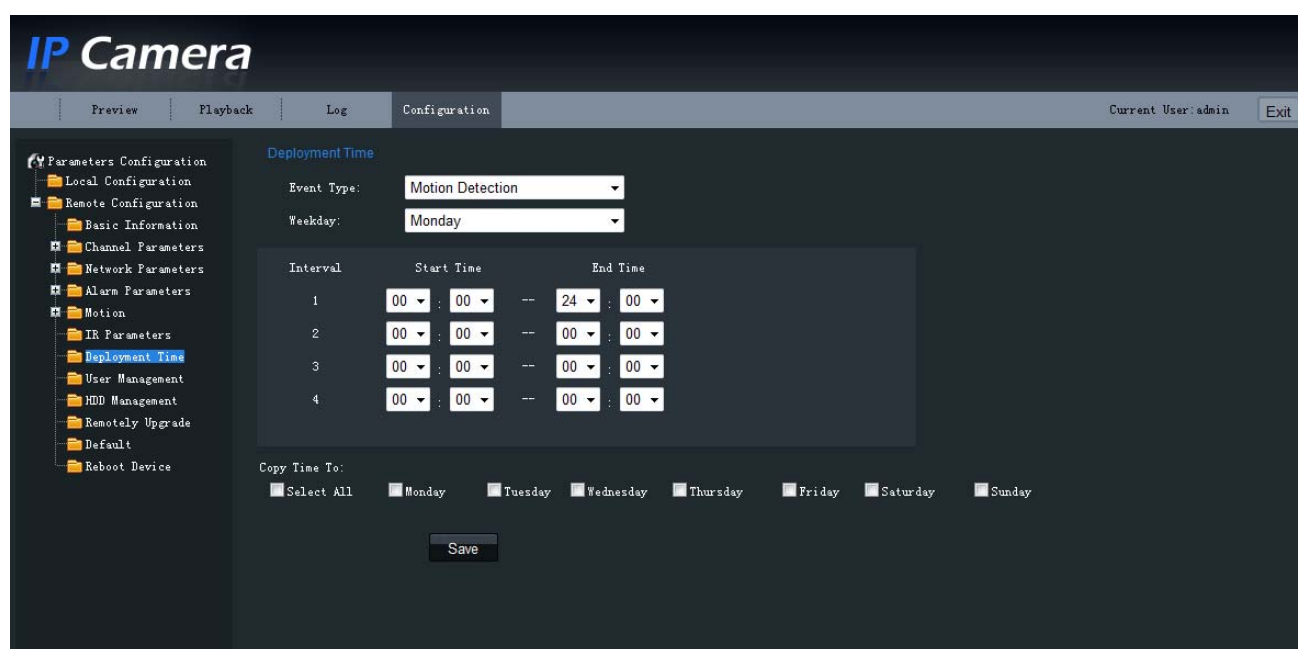 IP Camera
Preview Playback Log Configuration Current User:admin Exit
Parameters Configuration
Local Configuration
Remote Configuration
Basic Information
Channel Parameters
Network Parameters
Alarm Parameters
Motion
IR Parameters
Deployment Time
User Management
HDD Management
Remotely Upgrade
Default
Reboot Device
Deployment Time
Event Type: Motion Detection
Weekday: Monday
Interval Start Time End Time
1 00 : 00 -- 24 : 00
2 00 : 00 -- 00 : 00
3 00 : 00 -- 00 : 00
4 00 : 00 -- 00 : 00
Copy Time To:
Select All Monday Tuesday Wednesday Thursday Friday Saturday Sunday
Save